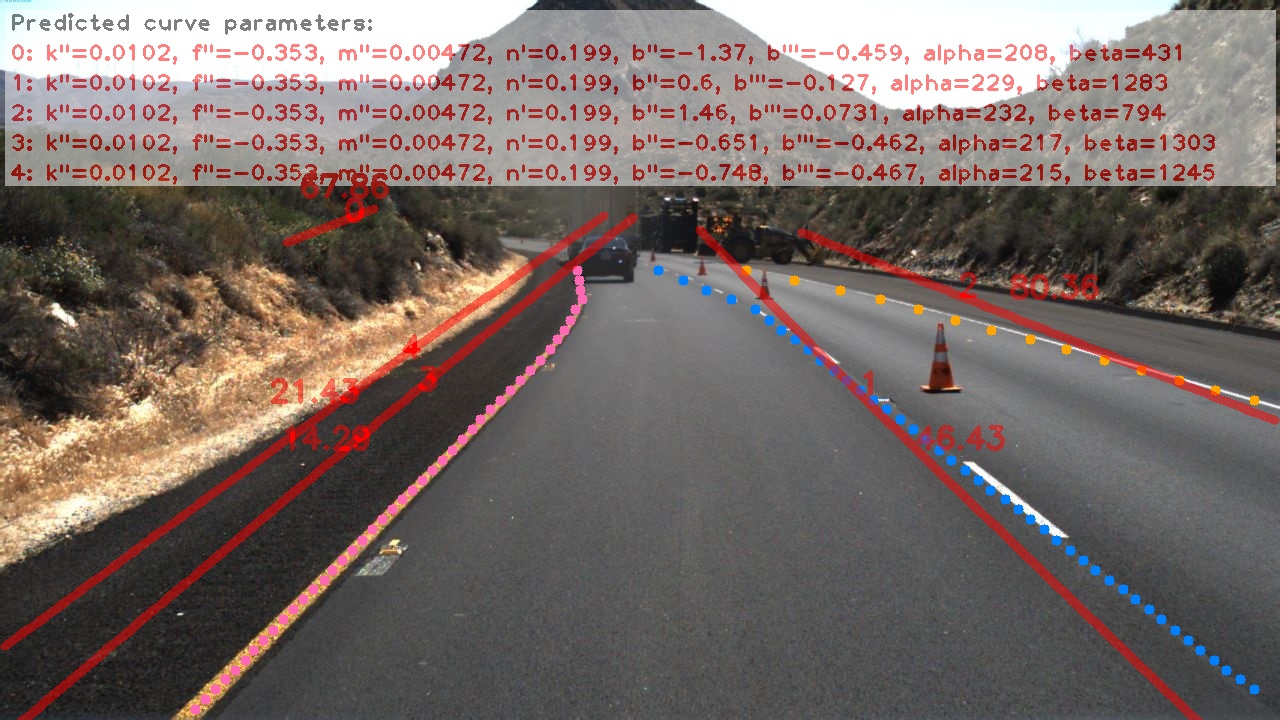 Predicted curve parameters:
0: k''=0.0102, f''=−0.353, m''=0.00472, n'=0.199, b''=−1.37, b'''=−0.459, alpha=208, beta=431
1: k''=0.0102, f''=−0.353, m''=0.00472, n'=0.199, b''=0.6, b'''=−0.127, alpha=229, beta=1283
2: k''=0.0102, f''=−0.353, m''=0.00472, n'=0.199, b''=1.46, b'''=0.0731, alpha=232, beta=794
3: k''=0.0102, f''=−0.353, m''=0.00472, n'=0.199, b''=−0.651, b'''=−0.462, alpha=217, beta=1303
4: k''=0.0102, f''=−0.353, m''=0.00472, n'=0.199, b''=−0.748, b'''=−0.467, alpha=215, beta=1245
67.86
0
2 80.36
4
3
1
21.43
14.29
46.43